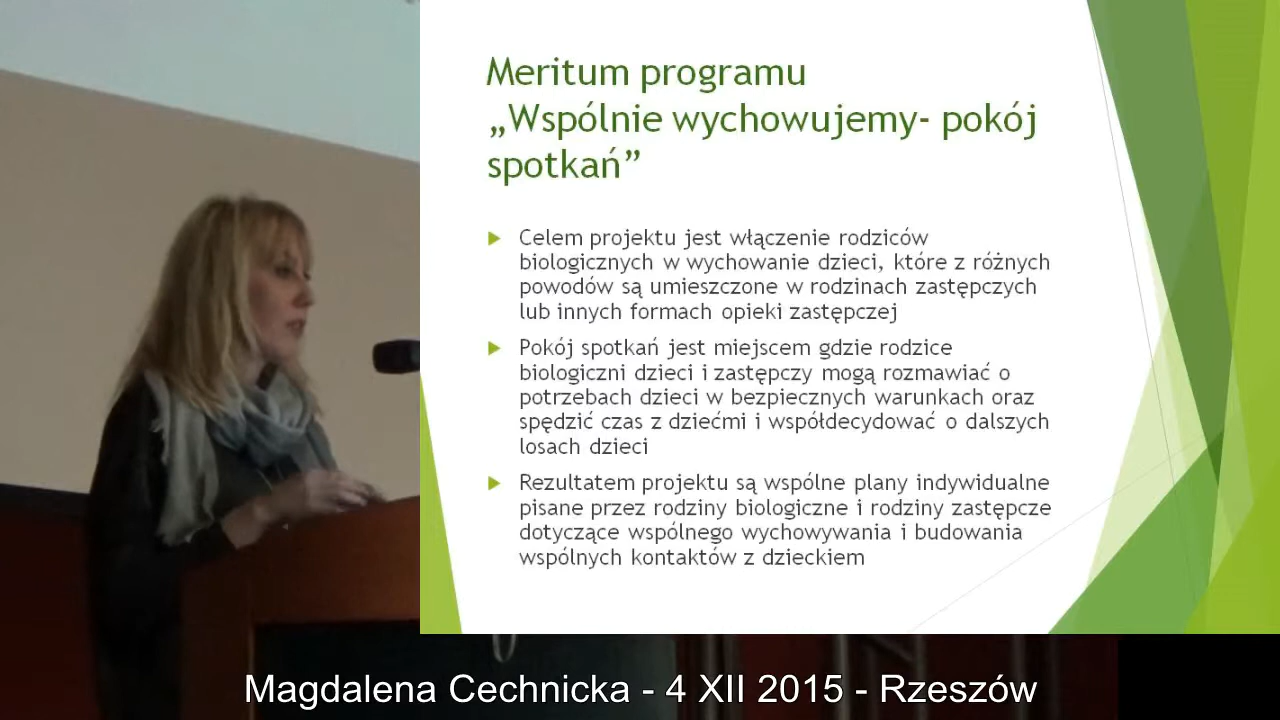 Meritum programu
„Wspólnie wychowujemy- pokój
spotkań”
Celem projektu jest włączenie rodziców
biologicznych w wychowanie dzieci, które z różnych
powodów są umieszczone w rodzinach zastępczych
lub innych formach opieki zastępczej
Pokój spotkań jest miejscem gdzie rodzice
biologiczni dzieci i zastępczy mogą rozmawiać o
potrzebach dzieci w bezpiecznych warunkach oraz
spędzić czas z dziećmi i współdecydować o dalszych
losach dzieci
Rezultatem projektu są wspólne plany indywidualne
pisane przez rodziny biologiczne i rodziny zastępcze
dotyczące wspólnego wychowywania i budowania
wspólnych kontaktów z dzieckiem
Magdalena Cechnicka - 4 XII 2015 - Rzeszów